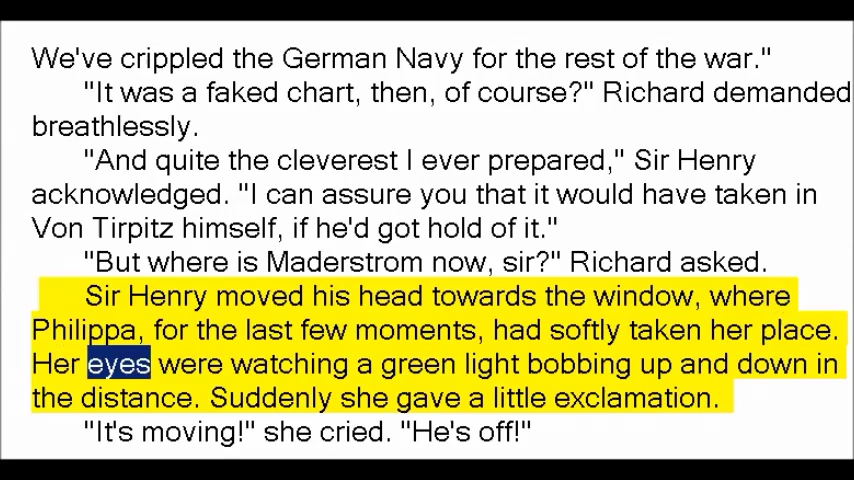 We've crippled the German Navy for the rest of the war."
"It was a faked chart, then, of course?" Richard demanded
breathlessly.
"And quite the cleverest I ever prepared," Sir Henry
acknowledged. "I can assure you that it would have taken in
Von Tirpitz himself, if he'd got hold of it."
"But where is Maderstrom now, sir?" Richard asked.
Sir Henry moved his head towards the window, where
Philippa, for the last few moments, had softly taken her place.
Her eyes were watching a green light bobbing up and down in
the distance. Suddenly she gave a little exclamation.
"It's moving!" she cried. "He's off!"